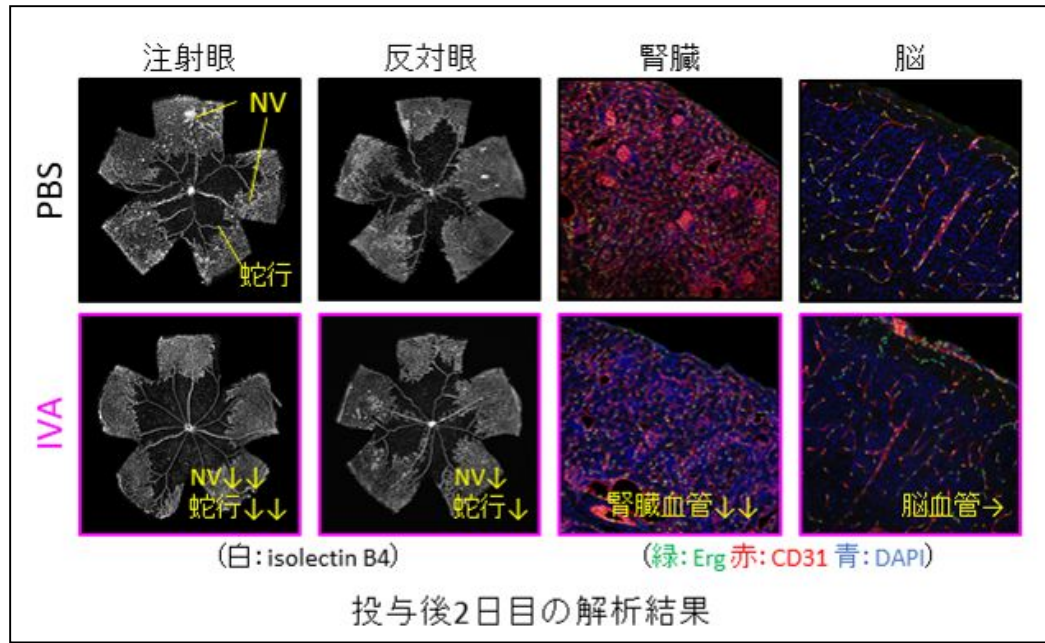 注射眼
反対眼
腎臓
脳
PBS
NV
蛇行
IVA
NV↓↓
蛇行↓↓
NV↓
蛇行↓
腎臓血管↓↓
脳血管→
(白：isolectin B4)
(緑：Erg 赤：CD31 青：DAPI)
投与後2日目の解析結果